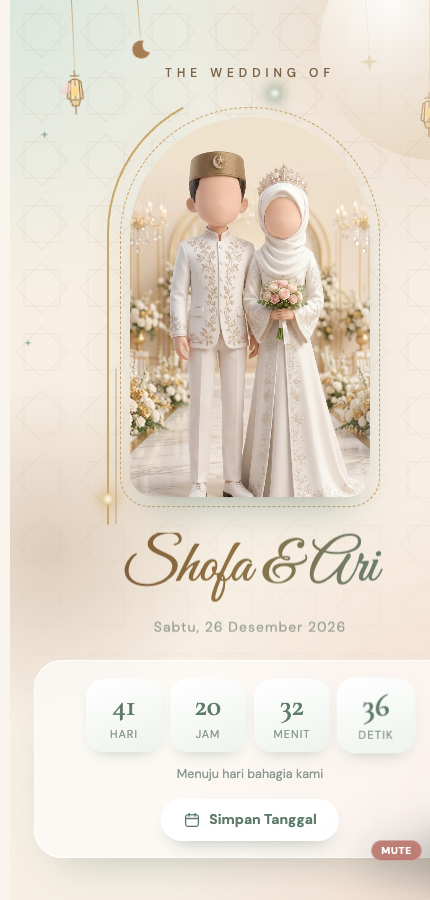 THE WEDDING OF
Shofa & Ari
Sabtu, 26 Desember 2026
41 20 32 36
HARI JAM MENIT DETIK
Menuju hari bahagia kami
Simpan Tanggal
MUTE